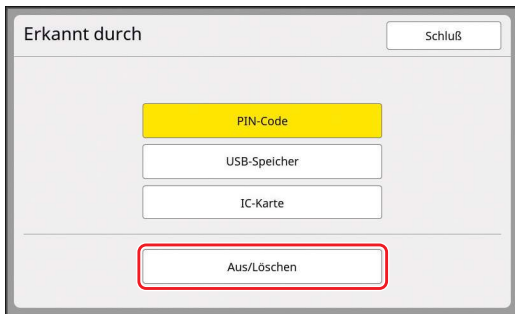 Erkannt durch
Schluß
PIN-Code
USB-Speicher
IC-Karte
Aus/Löschen